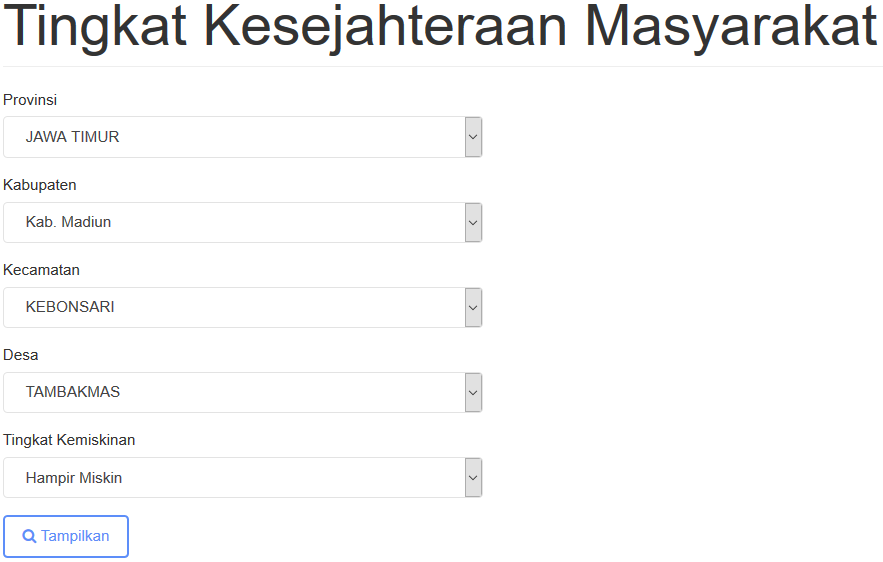 Tingkat Kesejahteraan Masyarakat
Provinsi
JAWA TIMUR
Kabupaten
Kab. Madiun
Kecamatan
KEBONSARI
Desa
TAMBAKMAS
Tingkat Kemiskinan
Hampir Miskin
Tampilkan